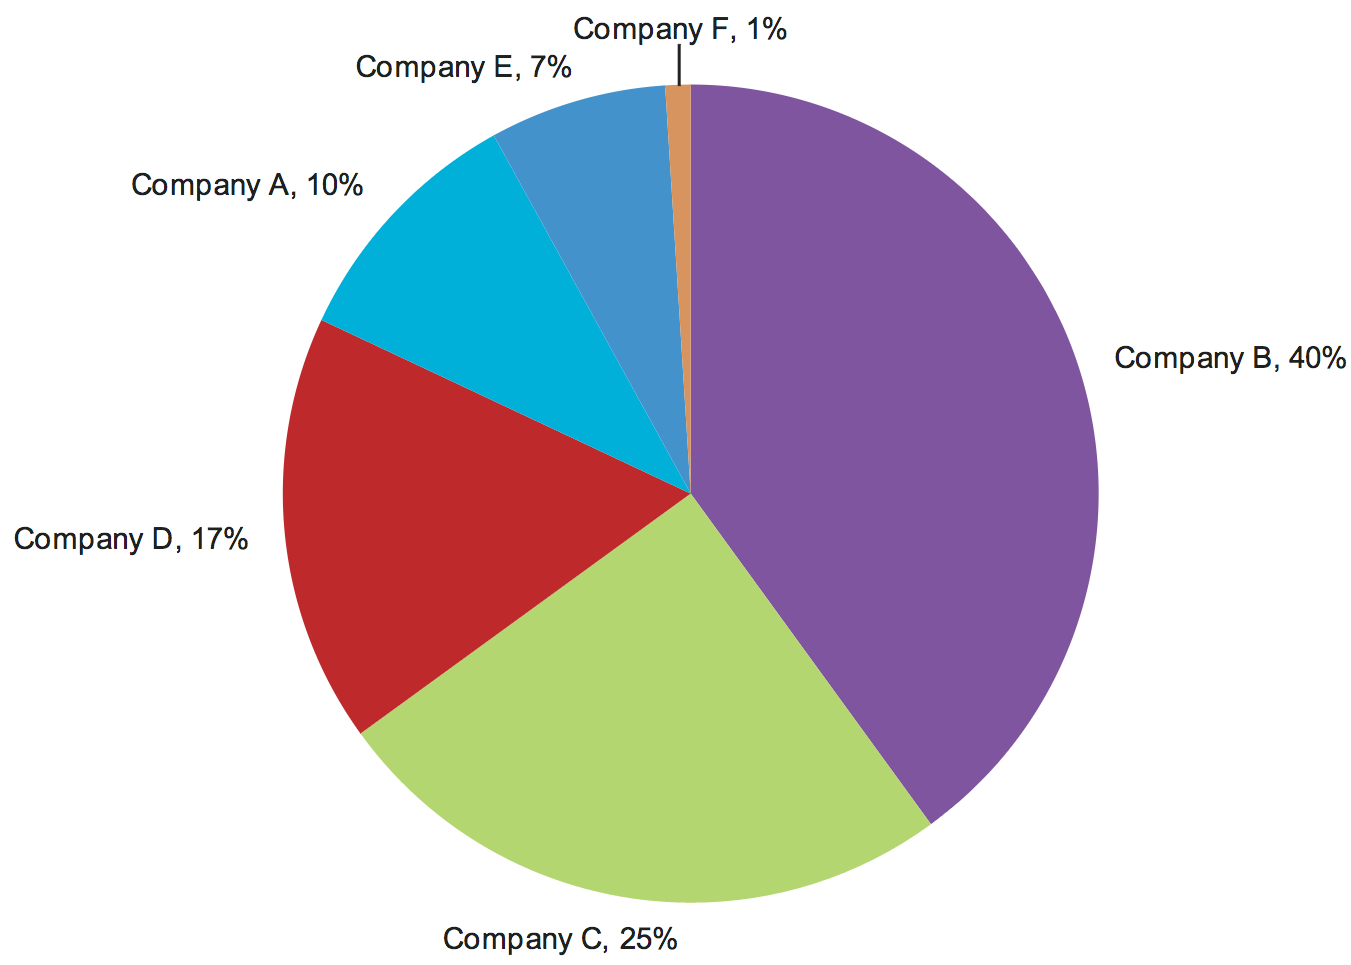 Company F, 1%
Company E, 7%
Company A, 10%
Company B, 40%
Company D, 17%
Company C, 25%